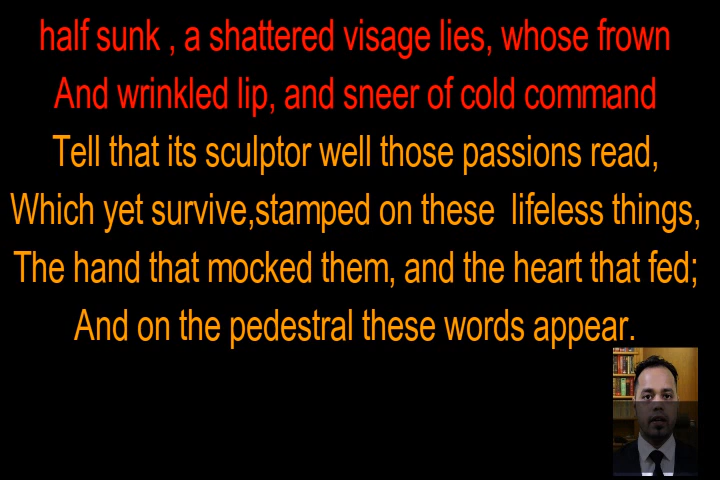 half sunk , a shattered visage lies, whose frown
And wrinkled lip, and sneer of cold command
Tell that its sculptor well those passions read,
Which yet survive,stamped on these  lifeless things,
The hand that mocked them, and the heart that fed;
And on the pedestral these words appear.